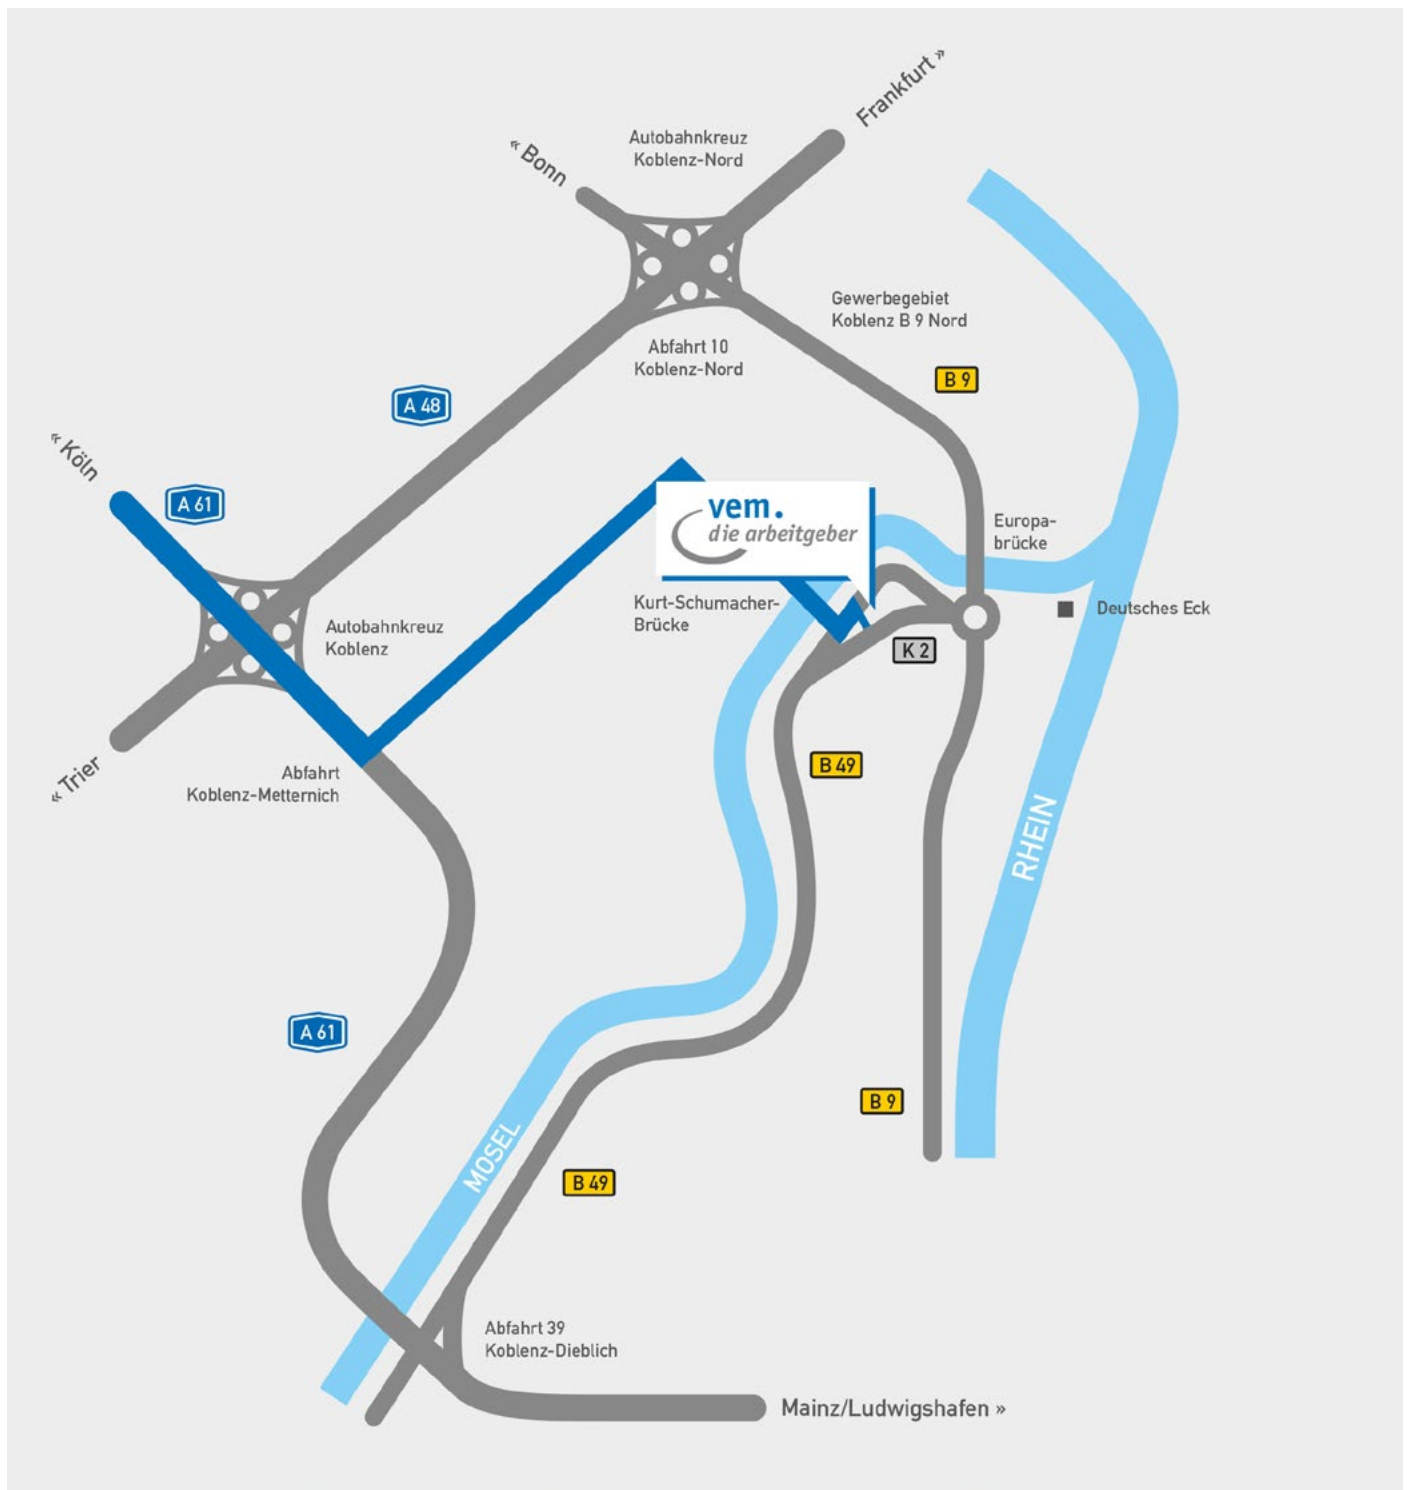 Frankfurt »
Autobahnkreuz
Koblenz-Nord
« Bonn
Gewerbegebiet
Koblenz B 9 Nord
Abfahrt 10
Koblenz-Nord
B 9
A 48
« Köln
A 61
vem.
die arbeitgeber
Europa-
brücke
Kurt-Schumacher-
Brücke
Deutsches Eck
Autobahnkreuz
Koblenz
K 2
« Trier
Abfahrt
Koblenz-Metternich
B 49
RHEIN
A 61
B 9
MOSEL
B 49
Abfahrt 39
Koblenz-Dieblich
Mainz/Ludwigshafen »